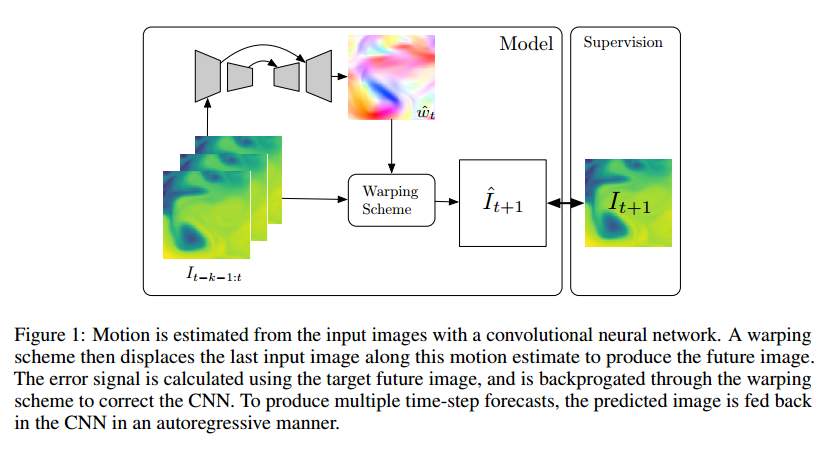 Model
Supervision
ŵ_t
Warping
Scheme
Î_{t+1}
I_{t+1}
I_{t−k−1:t}
Figure 1: Motion is estimated from the input images with a convolutional neural network. A warping
scheme then displaces the last input image along this motion estimate to produce the future image.
The error signal is calculated using the target future image, and is backprogated through the warping
scheme to correct the CNN. To produce multiple time-step forecasts, the predicted image is fed back
in the CNN in an autoregressive manner.